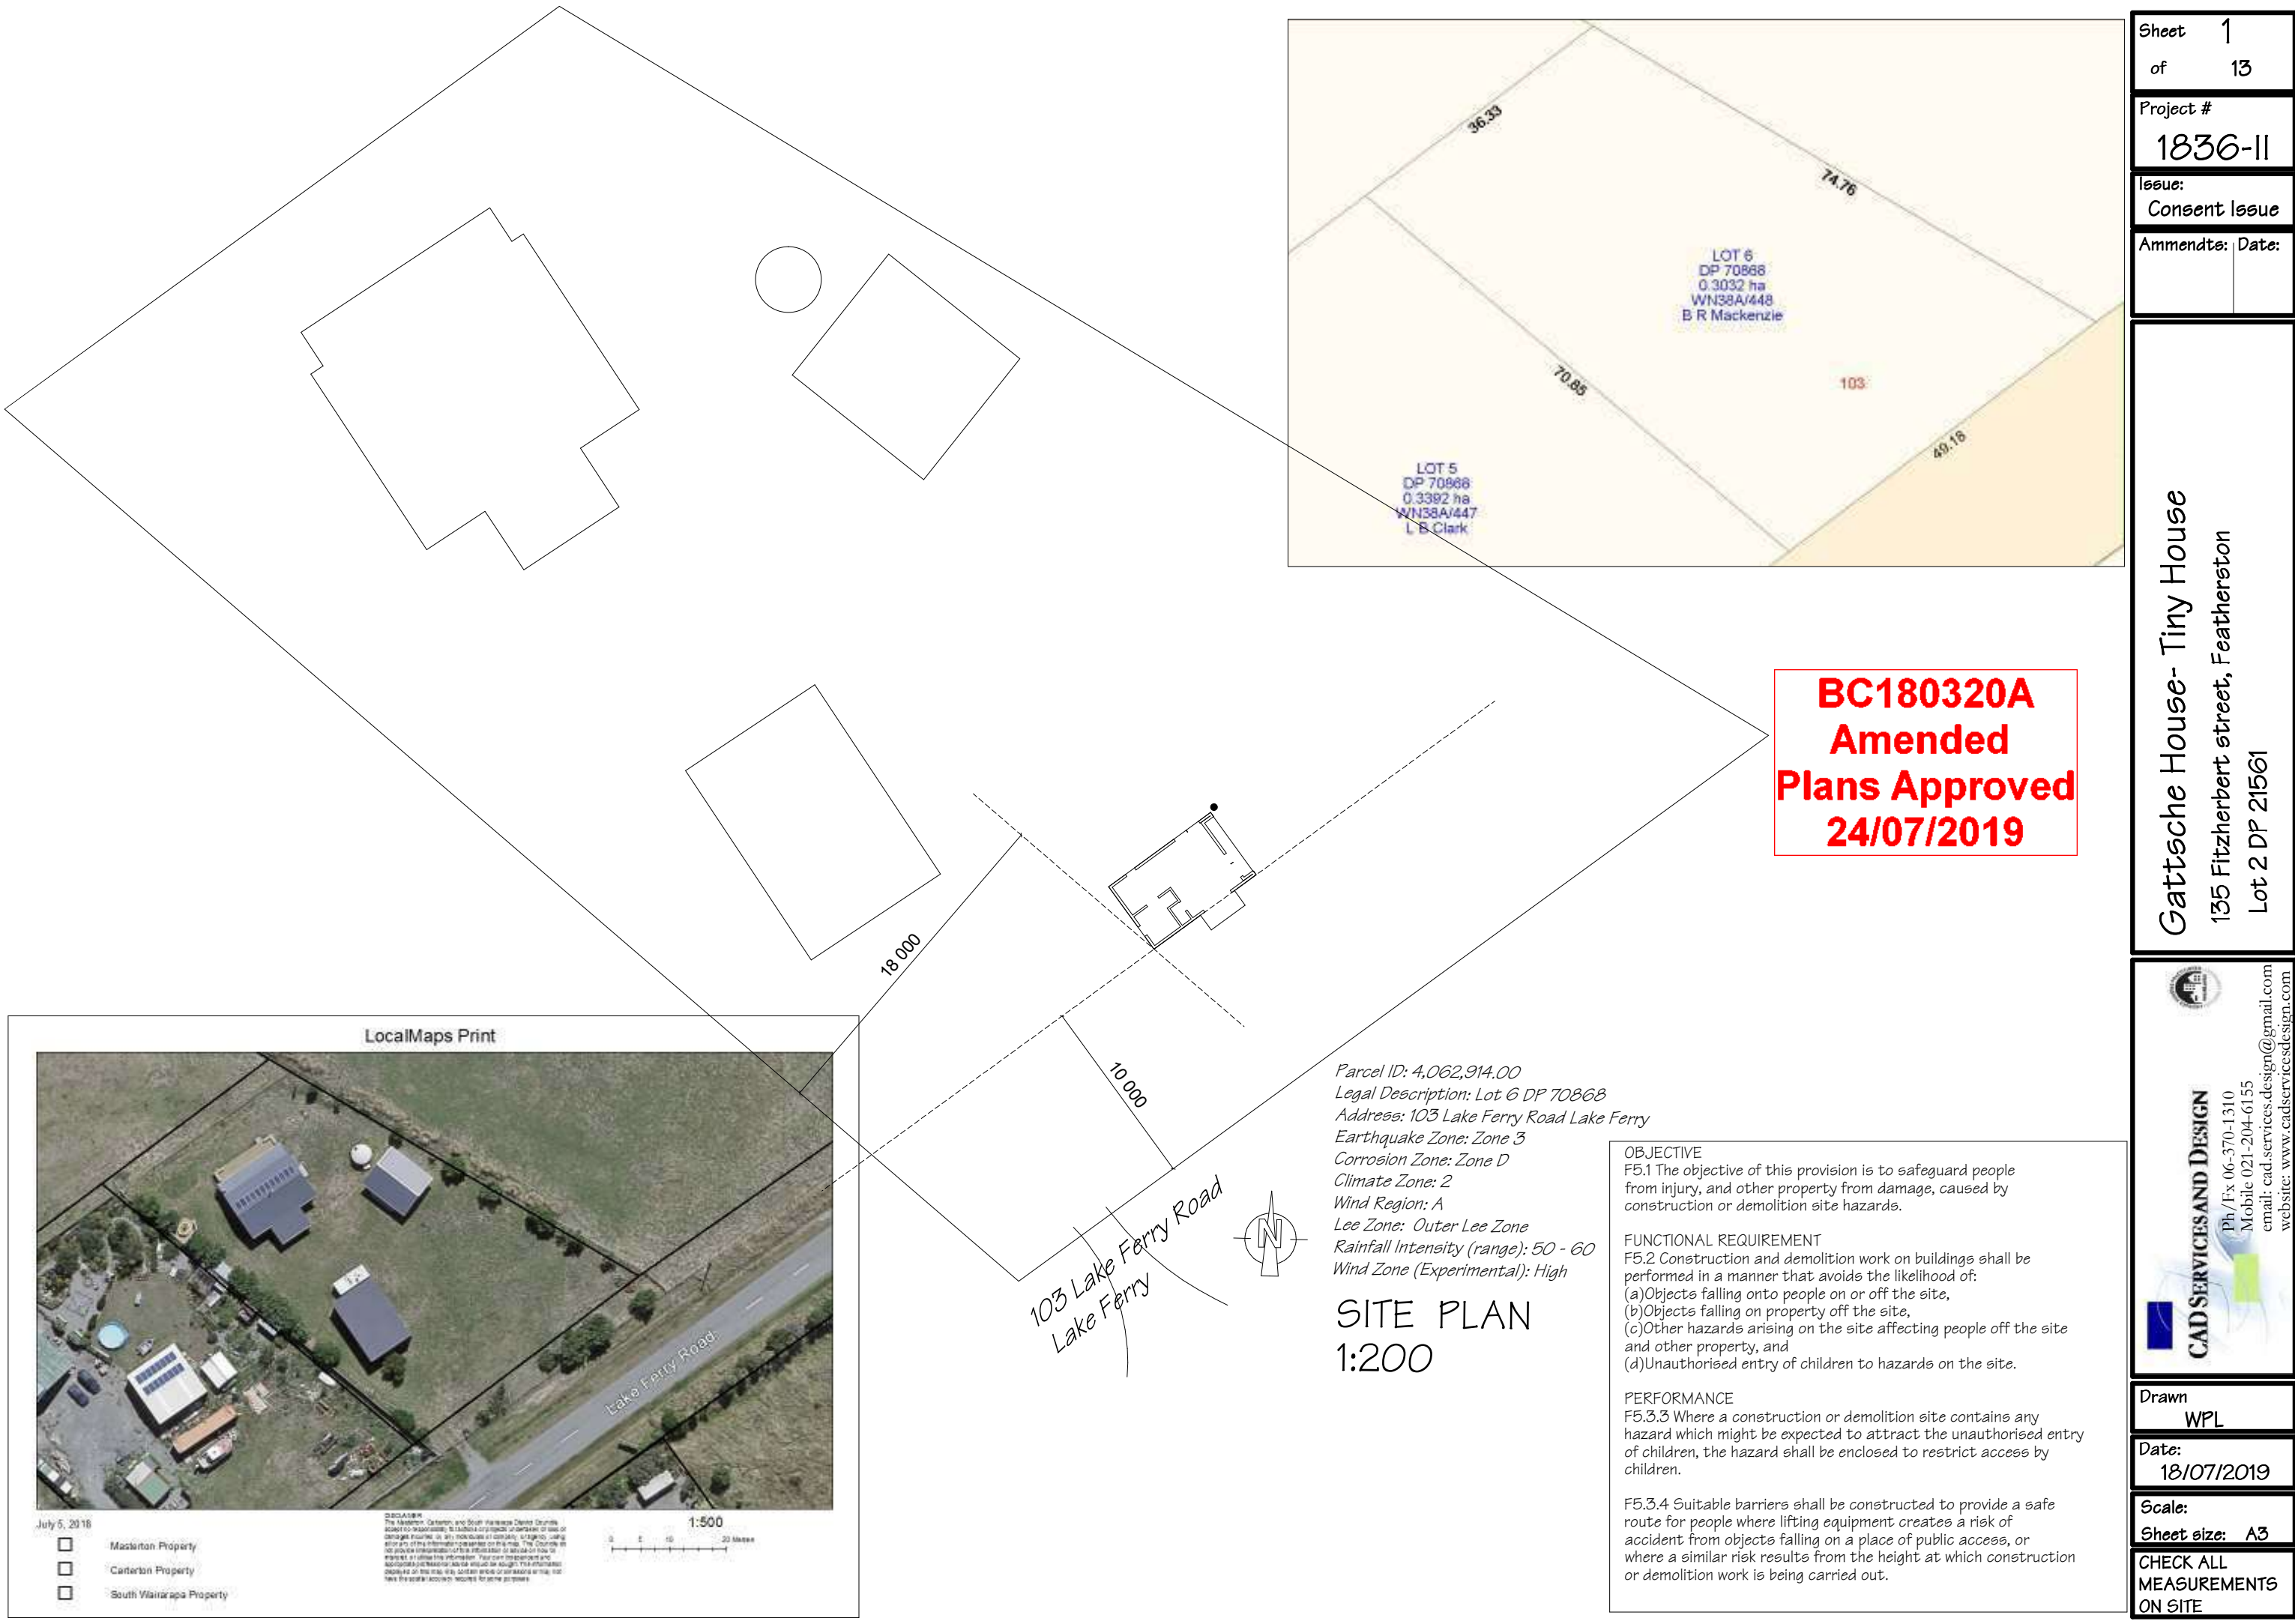 36.33
74.76
LOT 6
DP 70868
0.3032 ha
WN38A/448
B R Mackenzie
103
70.85
49.18
LOT 5
DP 70868
0.3392 ha
WN38A/447
L B Clark
BC180320A
Amended
Plans Approved
24/07/2019
18 000
10 000
103 Lake Ferry Road
Lake Ferry
N
Parcel ID: 4,062,914.00
Legal Description: Lot 6 DP 70868
Address: 103 Lake Ferry Road Lake Ferry
Earthquake Zone: Zone 3
Corrosion Zone: Zone D
Climate Zone: 2
Wind Region: A
Lee Zone: Outer Lee Zone
Rainfall Intensity (range): 50 - 60
Wind Zone (Experimental): High
SITE PLAN
1:200
LocalMaps Print
Lake Ferry Road
July 5, 2018
Masterton Property
Carterton Property
South Wairarapa Property
DISCLAIMER
1:500
0 5 10 20 Metres
OBJECTIVE
F5.1 The objective of this provision is to safeguard people
from injury, and other property from damage, caused by
construction or demolition site hazards.
FUNCTIONAL REQUIREMENT
F5.2 Construction and demolition work on buildings shall be
performed in a manner that avoids the likelihood of:
(a)Objects falling onto people on or off the site,
(b)Objects falling on property off the site,
(c)Other hazards arising on the site affecting people off the site
and other property, and
(d)Unauthorised entry of children to hazards on the site.
PERFORMANCE
F5.3.3 Where a construction or demolition site contains any
hazard which might be expected to attract the unauthorised entry
of children, the hazard shall be enclosed to restrict access by
children.
F5.3.4 Suitable barriers shall be constructed to provide a safe
route for people where lifting equipment creates a risk of
accident from objects falling on a place of public access, or
where a similar risk results from the height at which construction
or demolition work is being carried out.
Sheet 1
of 13
Project #
1836-II
Issue:
Consent Issue
Ammendts: Date:
Gattsche House- Tiny House
135 Fitzherbert street, Featherston
Lot 2 DP 21561
CAD SERVICES AND DESIGN
Ph/Fx 06-370-1310
Mobile 021-204-6155
email: cad.services.design@gmail.com
website: www.cadservicesdesign.com
Drawn
WPL
Date:
18/07/2019
Scale:
Sheet size: A3
CHECK ALL
MEASUREMENTS
ON SITE